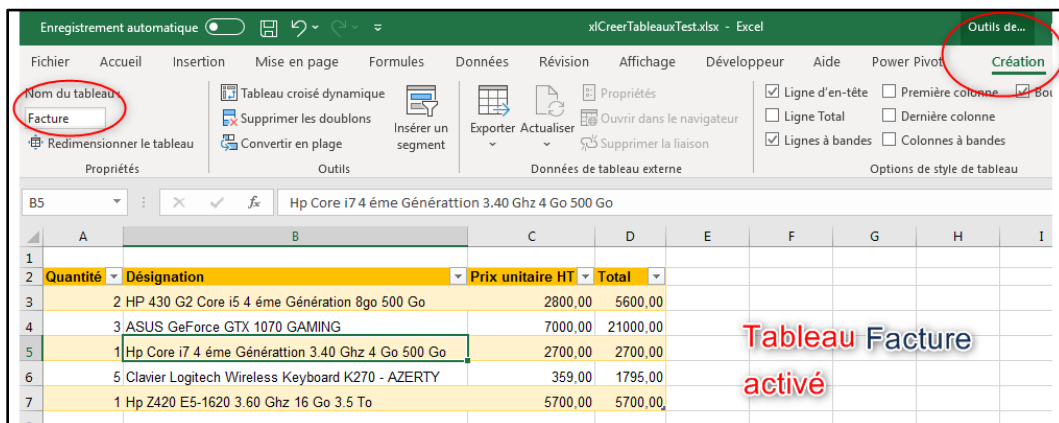 Enregistrement automatique
xlCreerTableauxTest.xlsx - Excel
Outils de...
Fichier Accueil Insertion Mise en page Formules Données Révision Affichage Développeur Aide Power Pivot Création
Nom du tableau :
Facture
Redimensionner le tableau
Propriétés
Tableau croisé dynamique
Supprimer les doublons
Convertir en plage
Insérer un
segment
Outils
Exporter Actualiser
Propriétés
Ouvrir dans le navigateur
Supprimer la liaison
Données de tableau externe
Ligne d'en-tête Première colonne
Ligne Total Dernière colonne
Lignes à bandes Colonnes à bandes
Options de style de tableau
B5 fx Hp Core i7 4 éme Générattion 3.40 Ghz 4 Go 500 Go
A B C D E F G H I
1
2 Quantité Désignation Prix unitaire HT Total
3 2 HP 430 G2 Core i5 4 éme Génération 8go 500 Go 2800,00 5600,00
4 3 ASUS GeForce GTX 1070 GAMING 7000,00 21000,00
5 1 Hp Core i7 4 éme Générattion 3.40 Ghz 4 Go 500 Go 2700,00 2700,00
6 5 Clavier Logitech Wireless Keyboard K270 - AZERTY 359,00 1795,00
7 1 Hp Z420 E5-1620 3.60 Ghz 16 Go 3.5 To 5700,00 5700,00
Tableau Facture
activé